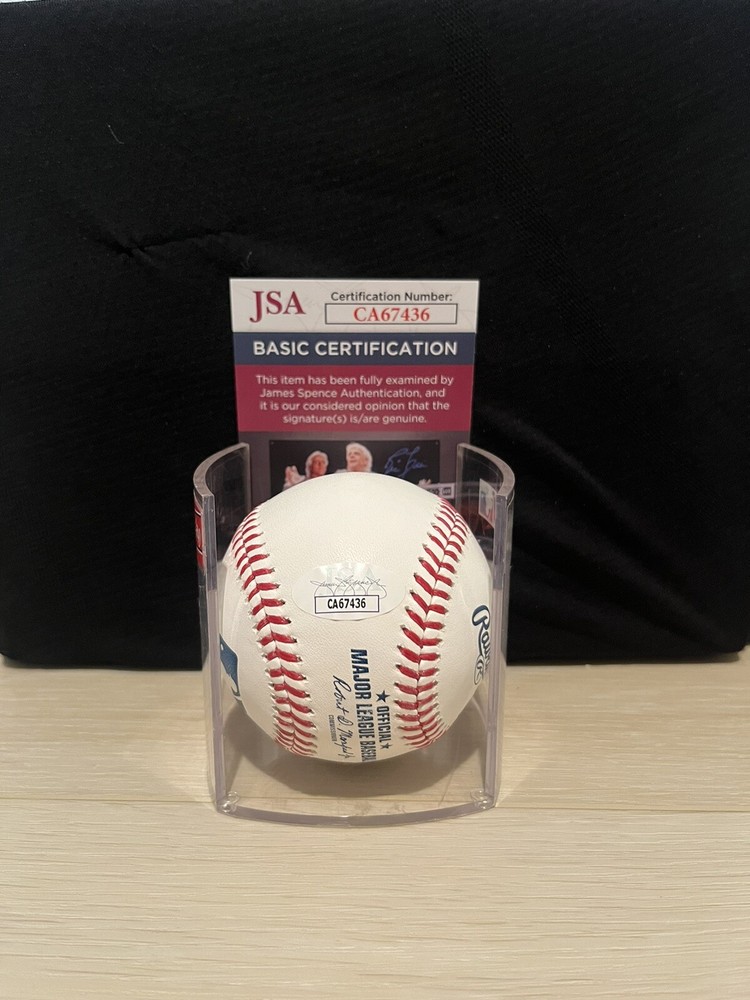 JSA
Certification Number:
CA67436
BASIC CERTIFICATION
This item has been fully examined by
James Spence Authentication, and
it is our considered opinion that the
signature(s) is/are genuine.
CA67436
★ OFFICIAL ★
MAJOR LEAGUE